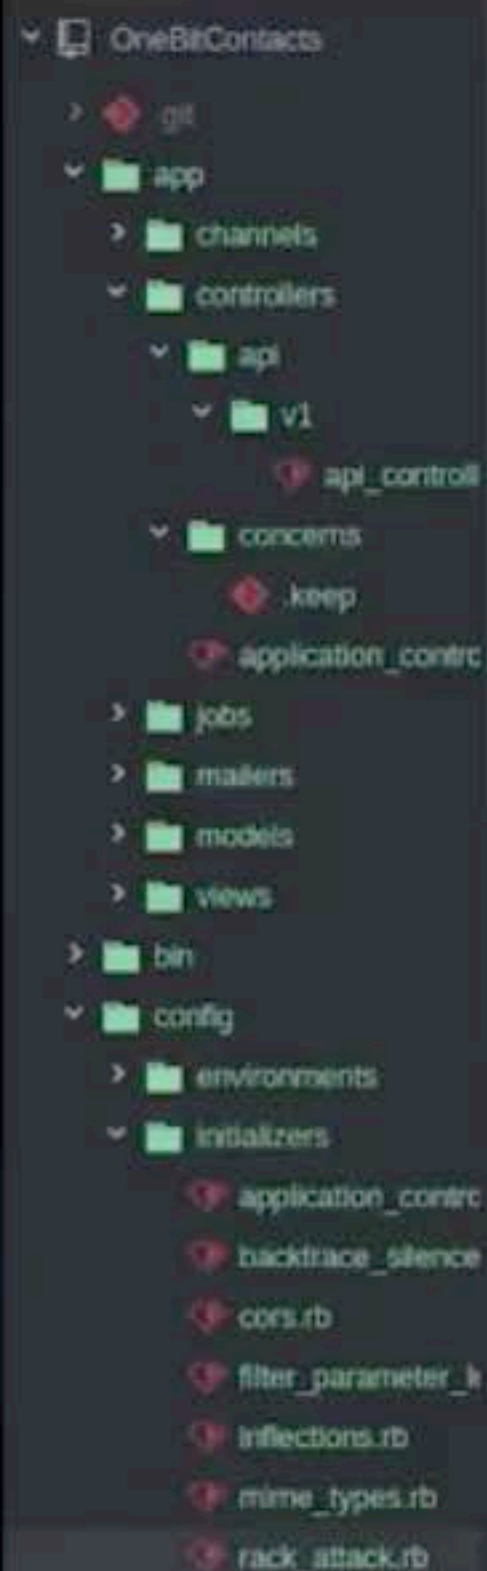 OneBitContacts
git
app
channels
controllers
api
v1
api_controll
concerns
.keep
application_contrc
jobs
mailers
models
views
bin
config
environments
initializers
application_contrc
backtrace_silence
cors.rb
filter_parameter_k
inflections.rb
mime_types.rb
rack_attack.rb